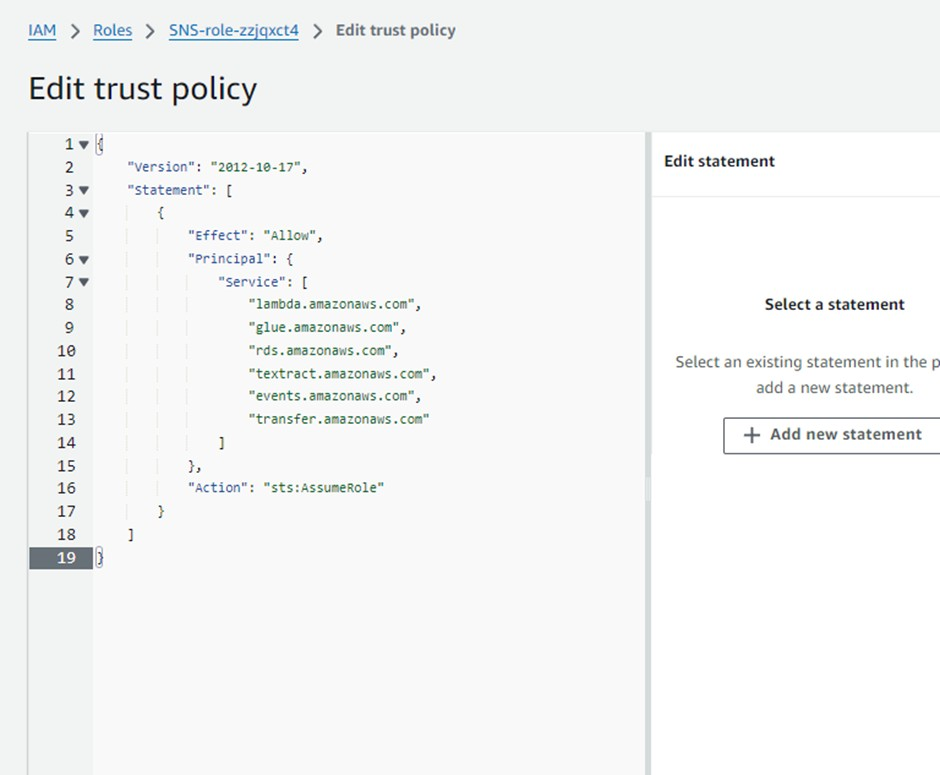 IAM > Roles > SNS-role-zzjqxct4 > Edit trust policy
Edit trust policy
1 {
2 "Version": "2012-10-17",
3 "Statement": [
4 {
5 "Effect": "Allow",
6 "Principal": {
7 "Service": [
8 "lambda.amazonaws.com",
9 "glue.amazonaws.com",
10 "rds.amazonaws.com",
11 "textract.amazonaws.com",
12 "events.amazonaws.com",
13 "transfer.amazonaws.com"
14 ]
15 },
16 "Action": "sts:AssumeRole"
17 }
18 ]
19 }
Edit statement
Select a statement
Select an existing statement in the p
add a new statement.
+ Add new statement